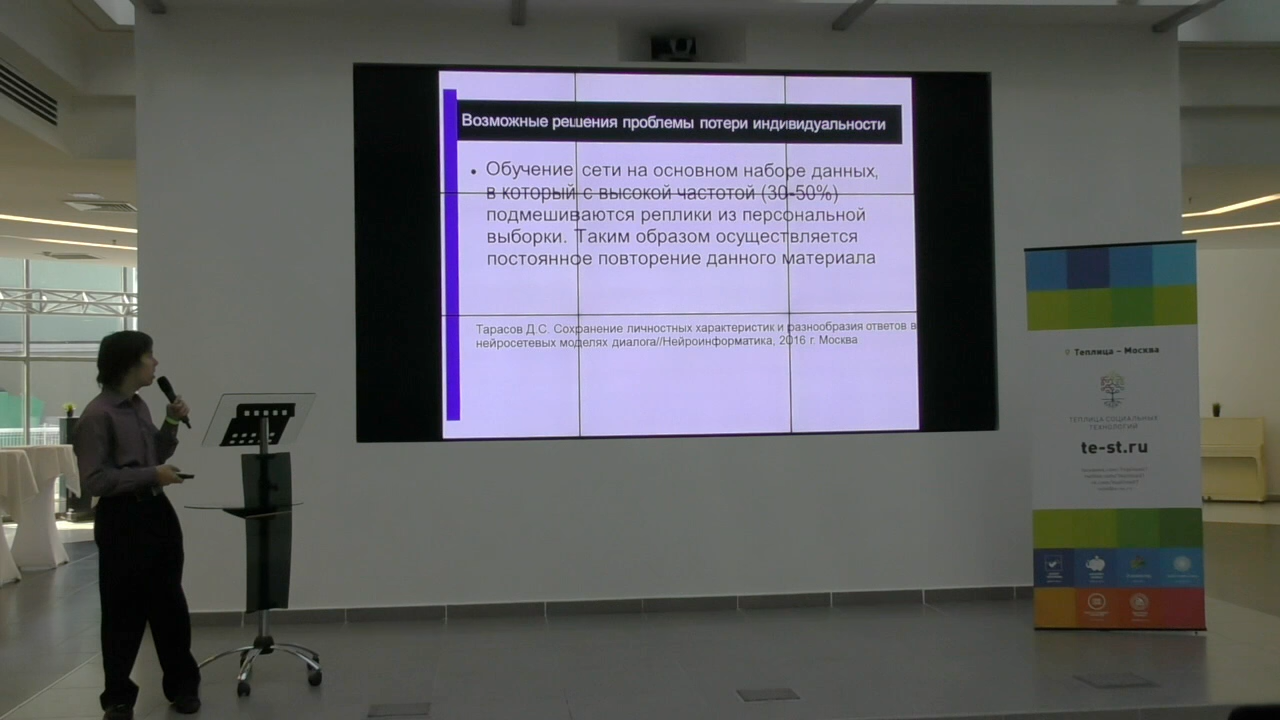 Возможные решения проблемы потери индивидуальности
• Обучение сети на основном наборе данных,
в который с высокой частотой (30-50%)
подмешиваются реплики из персональной
выборки. Таким образом осуществляется
постоянное повторение данного материала
Тарасов Д.С. Сохранение личностных характеристик и разнообразия ответов в
нейросетевых моделях диалога//Нейроинформатика, 2016 г. Москва
Теплица – Москва
ТЕПЛИЦА СОЦИАЛЬНЫХ
ТЕХНОЛОГИЙ
te-st.ru